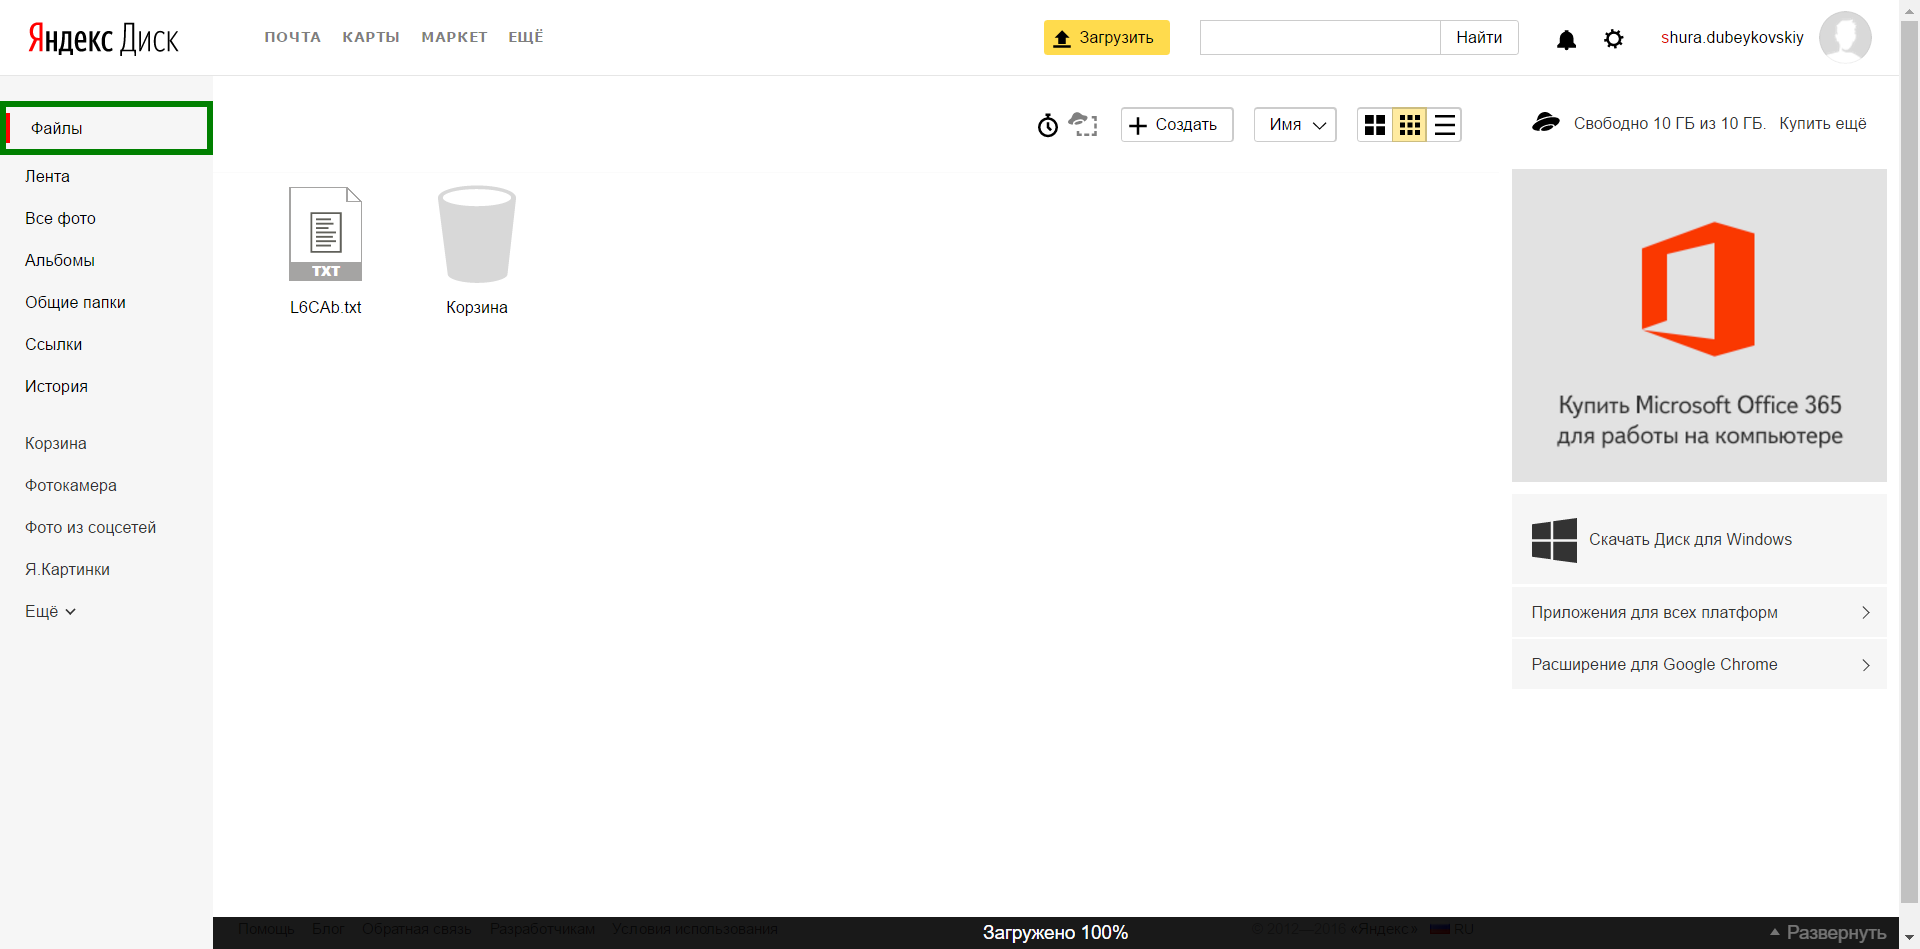 Яндекс Диск
ПОЧТА КАРТЫ МАРКЕТ ЕЩЁ
Загрузить
Найти
shura.dubeykovskiy
Файлы
Лента
Все фото
Альбомы
Общие папки
Ссылки
История
Корзина
Фотокамера
Фото из соцсетей
Я.Картинки
Ещё
Создать
Имя
Свободно 10 ГБ из 10 ГБ. Купить ещё
TXT
L6CAb.txt
Корзина
Купить Microsoft Office 365
для работы на компьютере
Скачать Диск для Windows
Приложения для всех платформ
Расширение для Google Chrome
Помощь Блог Обратная связь Разработчикам Условия использования
Загружено 100%
© 2012—2016 «Яндекс» RU
Развернуть